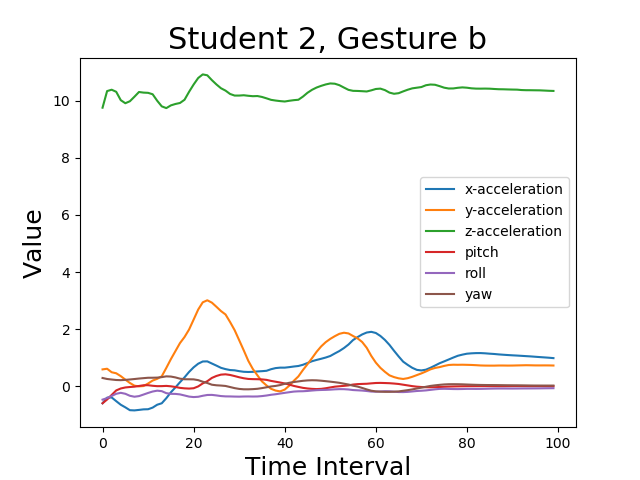 Student 2, Gesture b
Value
10
8
6
4
2
0
x-acceleration
y-acceleration
z-acceleration
pitch
roll
yaw
0 20 40 60 80 100
Time Interval